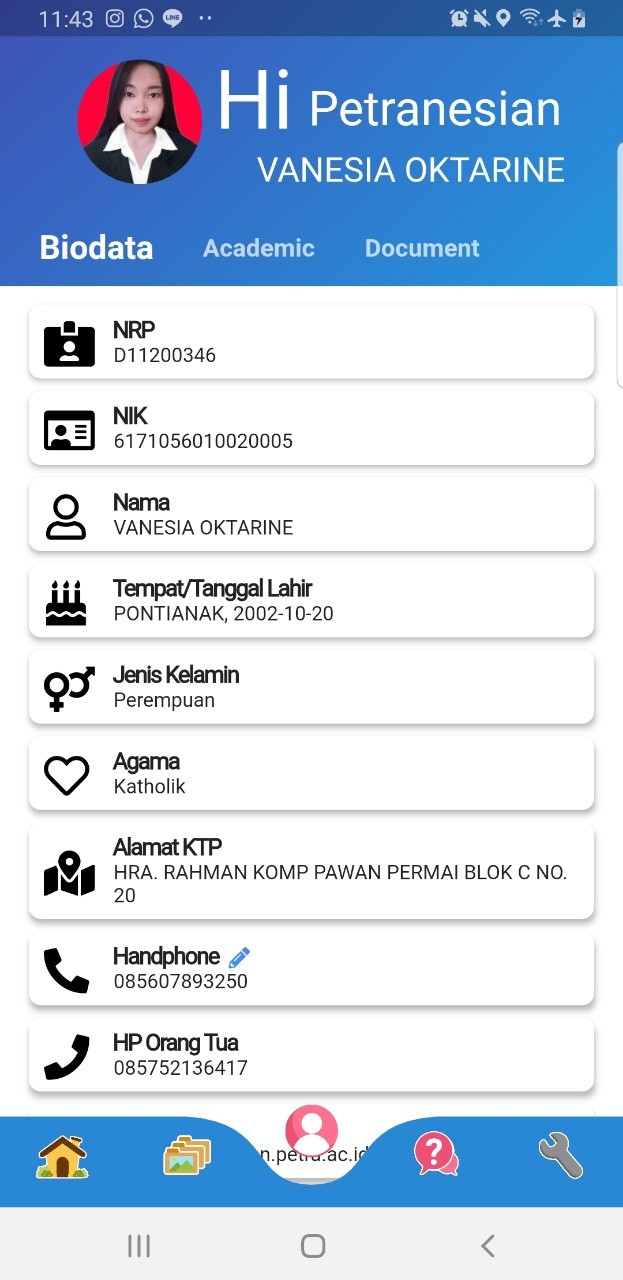 11:43
LINE
Hi Petranesian
VANESIA OKTARINE
Biodata Academic Document
NRP
D11200346
NIK
6171056010020005
Nama
VANESIA OKTARINE
Tempat/Tanggal Lahir
PONTIANAK, 2002-10-20
Jenis Kelamin
Perempuan
Agama
Katholik
Alamat KTP
HRA. RAHMAN KOMP PAWAN PERMAI BLOK C NO.
20
Handphone
085607893250
HP Orang Tua
085752136417
n.petra.ac.id